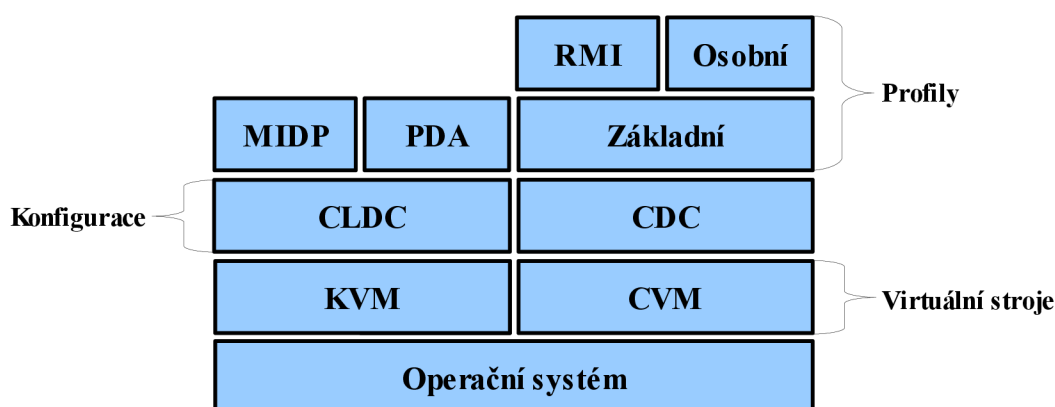 RMI
Osobní
Profily
MIDP
PDA
Základní
Konfigurace
CLDC
CDC
KVM
CVM
Virtuální stroje
Operační systém